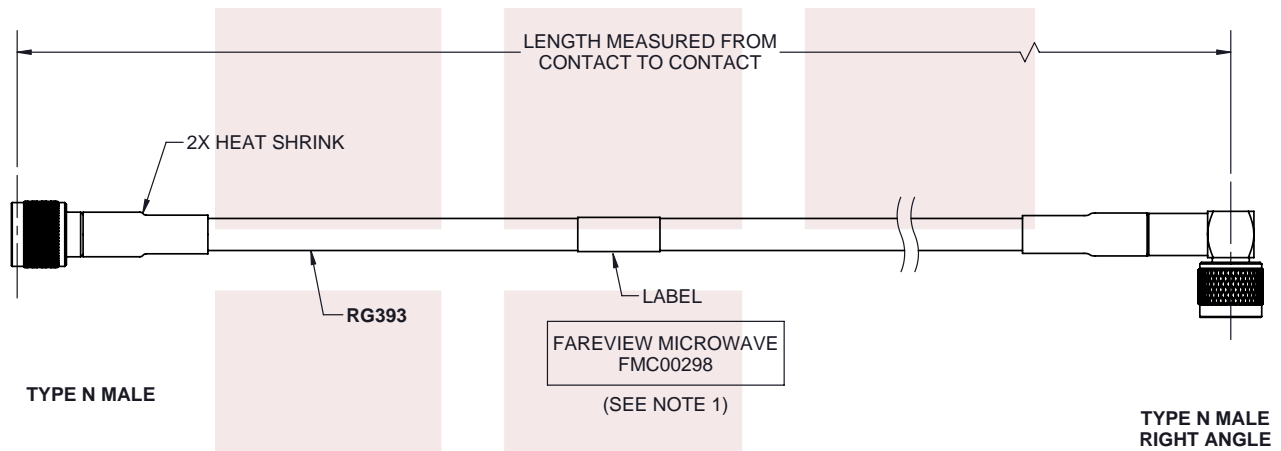 LENGTH MEASURED FROM
CONTACT TO CONTACT
2X HEAT SHRINK
LABEL
RG393
FAREVIEW MICROWAVE
FMC00298
(SEE NOTE 1)
TYPE N MALE
TYPE N MALE
RIGHT ANGLE